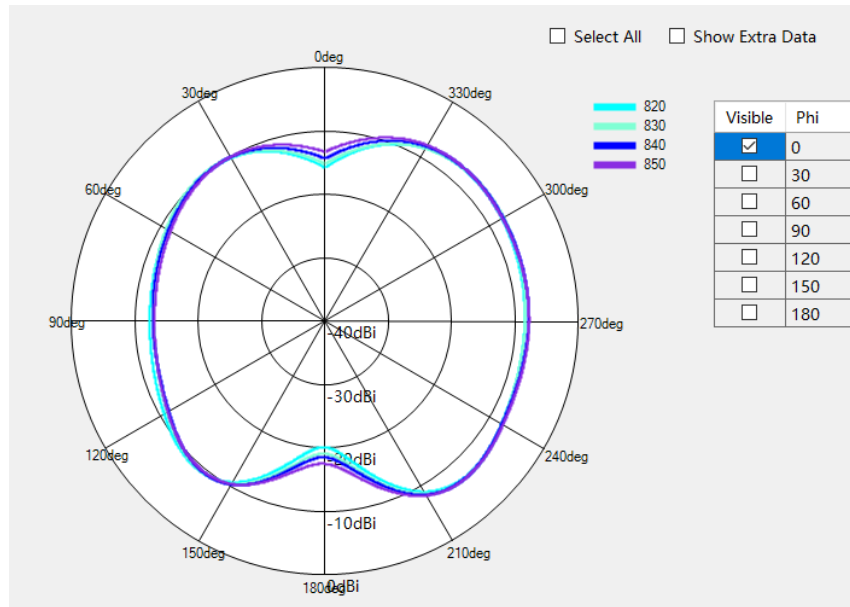 Select All Show Extra Data
0deg
30deg 330deg
820
830
840
850
Visible Phi
0
30
60
90
120
150
180
60deg 300deg
90deg 270deg
-40dBi
-30dBi
120deg 240deg
-20dBi
-10dBi
150deg 210deg
180deg 0dBi